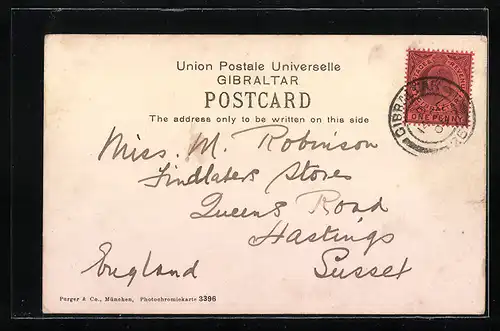 Union Postale Universelle
GIBRALTAR
POSTCARD
The address only to be written on this side
GIBRALTAR
ONE PENNY
Miss. M. Robinson
Findlaters Stores
Queens Road
Hastings
England Sussex
Purger & Co., München, Photochromiekarte 3396